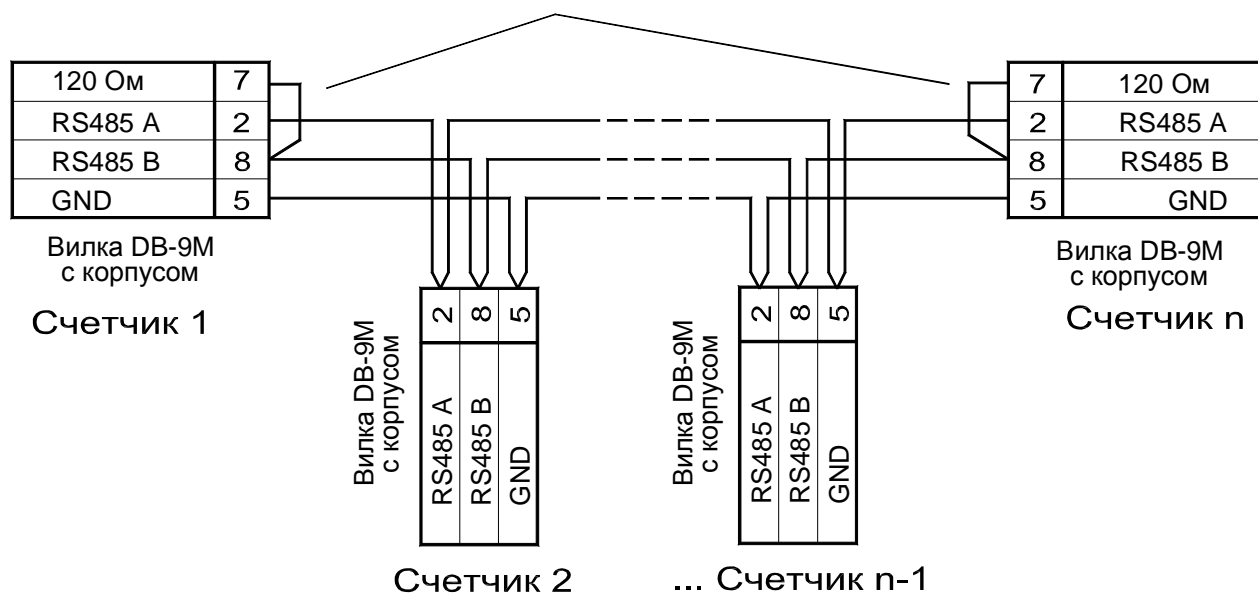 120 Ом 7
RS485 A 2
RS485 B 8
GND 5
Вилка DB-9M
с корпусом
Счетчик 1
7 120 Ом
2 RS485 A
8 RS485 B
5 GND
Вилка DB-9M
с корпусом
Счетчик n
Вилка DB-9M
с корпусом
2 8 5
RS485 A
RS485 B
GND
Счетчик 2
Вилка DB-9M
с корпусом
2 8 5
RS485 A
RS485 B
GND
... Счетчик n-1